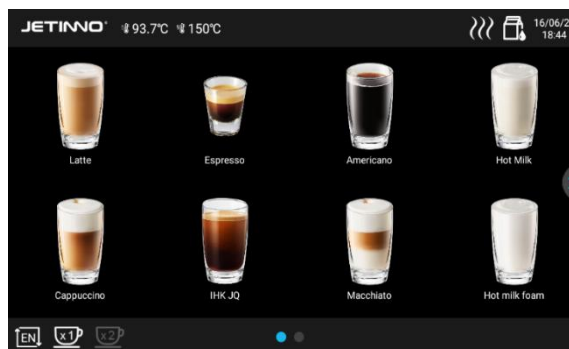 JETINNO 93.7℃ 150℃ 16/06/2
18:44
Latte Espresso Americano Hot Milk
Cappuccino IHK JQ Macchiato Hot milk foam
EN x1 x2